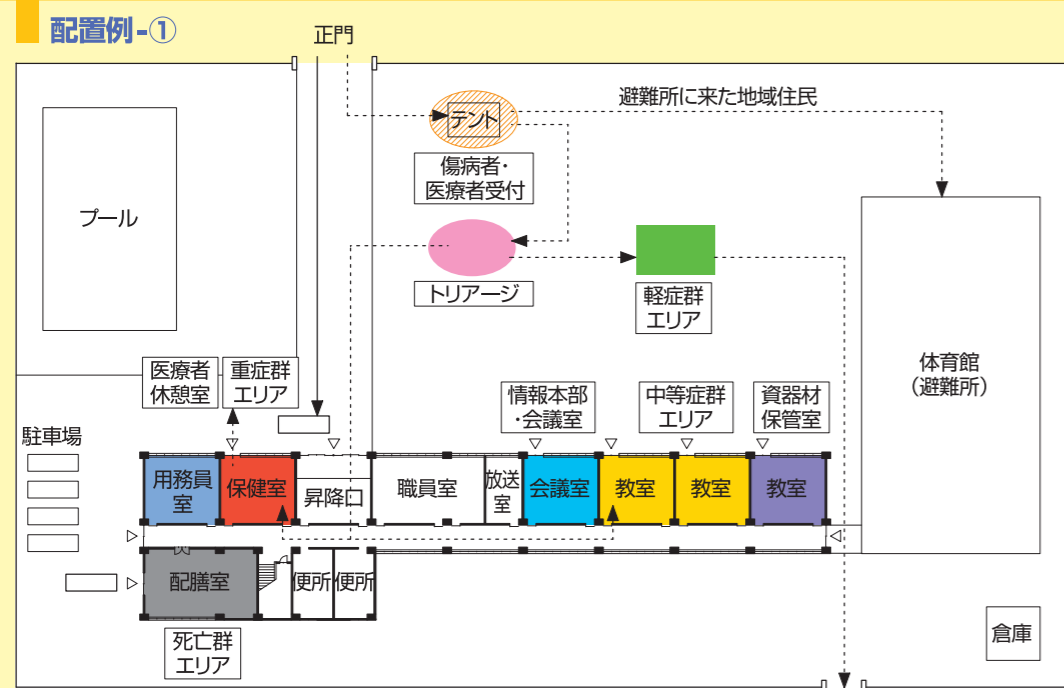 配置例-①
正門
避難所に来た地域住民
テント
傷病者・
医療者受付
プール
トリアージ
軽症群
エリア
体育館
(避難所)
医療者
休憩室
重症群
エリア
情報本部
・会議室
中等症群
エリア
資器材
保管室
駐車場
用務員
室
保健室
昇降口
職員室
放送
室
会議室
教室
教室
教室
配膳室
便所
便所
死亡群
エリア
倉庫